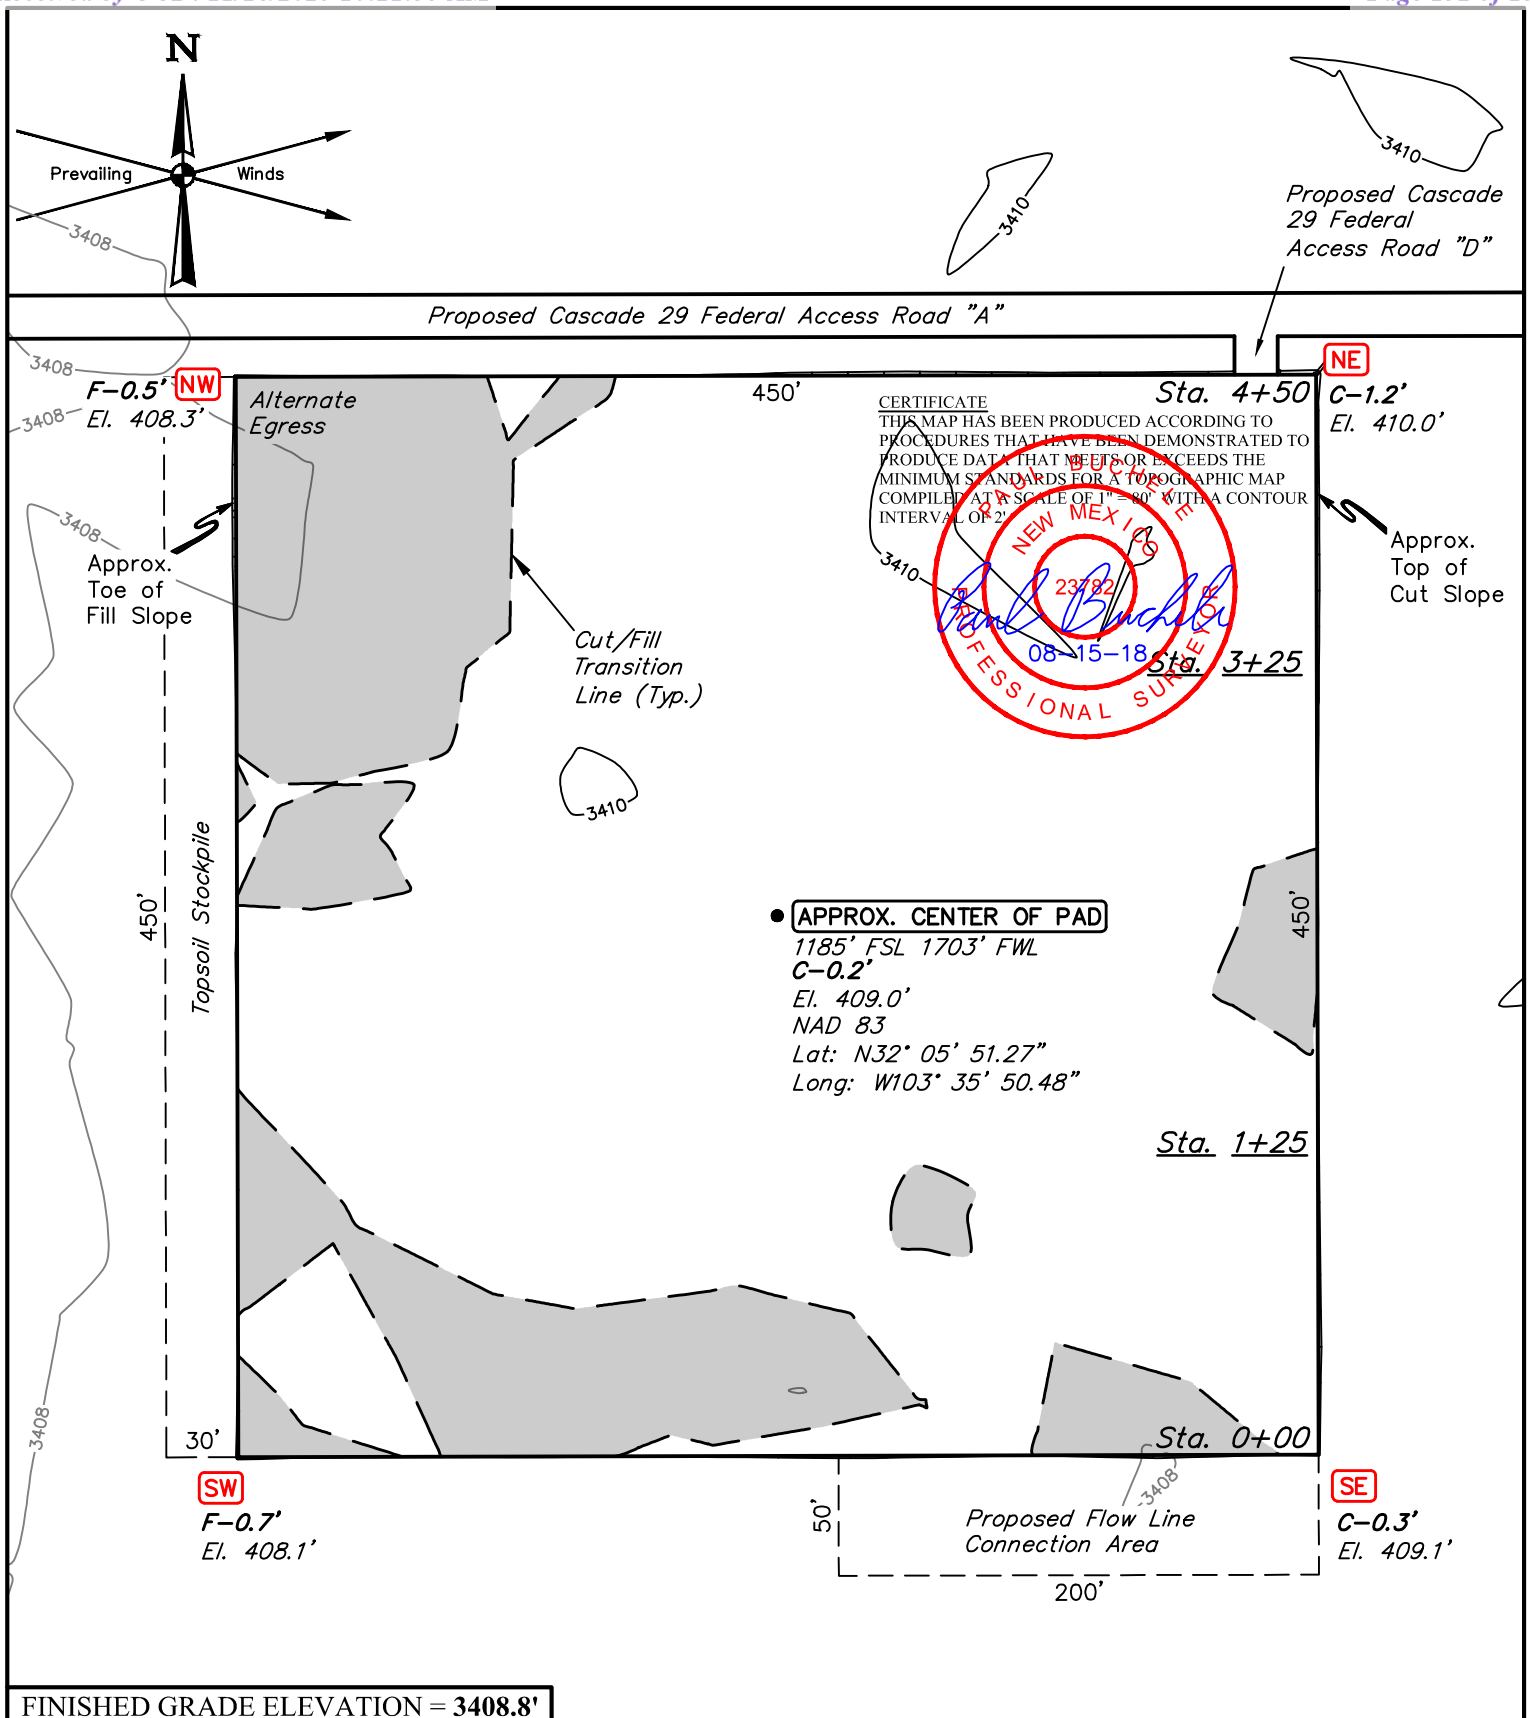 N
Prevailing Winds
3408
3410
3410
Proposed Cascade
29 Federal
Access Road "D"
Proposed Cascade 29 Federal Access Road "A"
3408
3408
F-0.5' NW
El. 408.3'
Alternate
Egress
450'
Sta. 4+50
NE
C-1.2'
El. 410.0'
CERTIFICATE
THIS MAP HAS BEEN PRODUCED ACCORDING TO
PROCEDURES THAT HAVE BEEN DEMONSTRATED TO
PRODUCE DATA THAT MEETS OR EXCEEDS THE
MINIMUM STANDARDS FOR A TOPOGRAPHIC MAP
COMPILED AT A SCALE OF 1" = 80' WITH A CONTOUR
INTERVAL OF 2'.
PAUL BUCHELE
NEW MEXICO
23782
PROFESSIONAL SURVEYOR
Paul Buchele
08-15-18
3408
Approx.
Toe of
Fill Slope
3410
Approx.
Top of
Cut Slope
Cut/Fill
Transition
Line (Typ.)
Sta. 3+25
3410
450'
Topsoil Stockpile
450'
APPROX. CENTER OF PAD
1185' FSL 1703' FWL
C-0.2'
El. 409.0'
NAD 83
Lat: N32° 05' 51.27"
Long: W103° 35' 50.48"
Sta. 1+25
3408
30'
Sta. 0+00
SW
F-0.7'
El. 408.1'
50'
3408
Proposed Flow Line
Connection Area
200'
SE
C-0.3'
El. 409.1'
FINISHED GRADE ELEVATION = 3408.8'